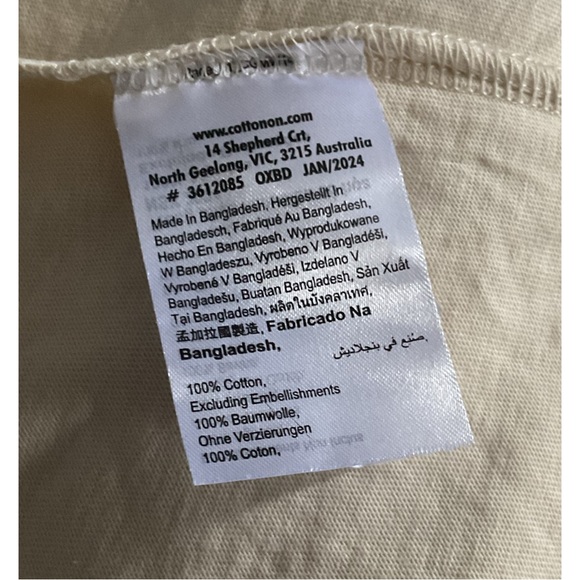 www.cottonon.com
14 Shepherd Crt,
North Geelong, VIC, 3215 Australia
# 3612085 OXBD JAN/2024
Made In Bangladesh, Hergestellt In
Bangladesch, Fabriqué Au Bangladesh,
Hecho En Bangladesh, Wyprodukowane
W Bangladeszu, Vyrobeno V Bangladéši,
Vyrobené V Bangladéši, Izdelano V
Bangladešu, Buatan Bangladesh, Sản Xuất
Tại Bangladesh, ผลิตในบังคลาเทศ,
孟加拉國製造, Fabricado Na
Bangladesh, صُنع في بنجلاديش.
100% Cotton,
Excluding Embellishments
100% Baumwolle,
Ohne Verzierungen
100% Coton,